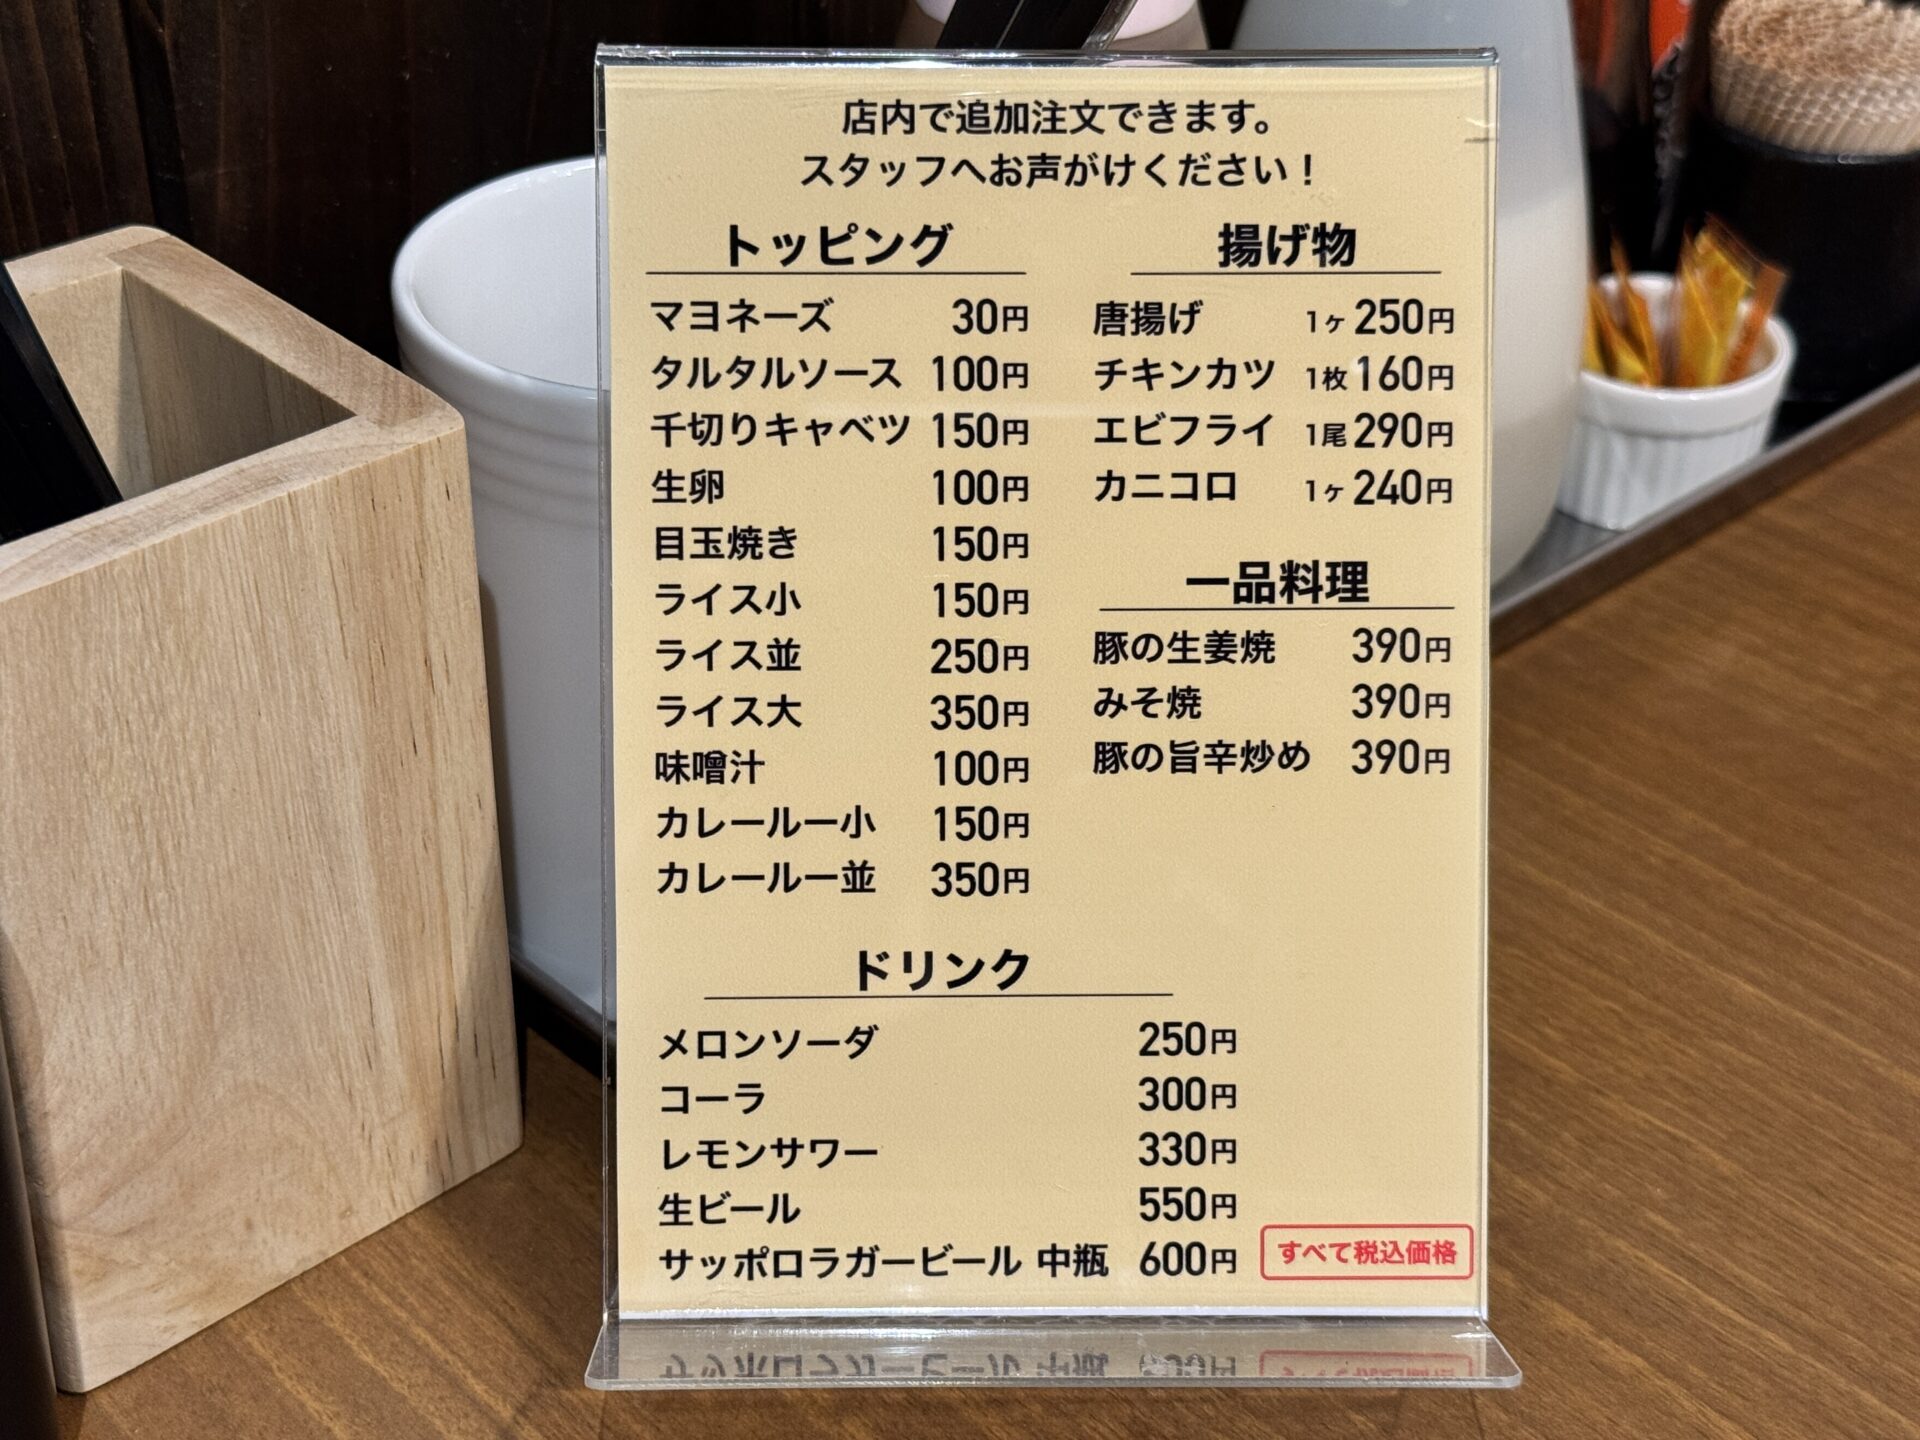 店内で追加注文できます。
スタッフへお声がけください！
トッピング
マヨネーズ 30円
タルタルソース 100円
千切りキャベツ 150円
生卵 100円
目玉焼き 150円
ライス小 150円
ライス並 250円
ライス大 350円
味噌汁 100円
カレールー小 150円
カレールー並 350円
揚げ物
唐揚げ 1ヶ250円
チキンカツ 1枚160円
エビフライ 1尾290円
カニコロ 1ヶ240円
一品料理
豚の生姜焼 390円
みそ焼 390円
豚の旨辛炒め 390円
ドリンク
メロンソーダ 250円
コーラ 300円
レモンサワー 330円
生ビール 550円
サッポロラガービール 中瓶 600円
すべて税込価格